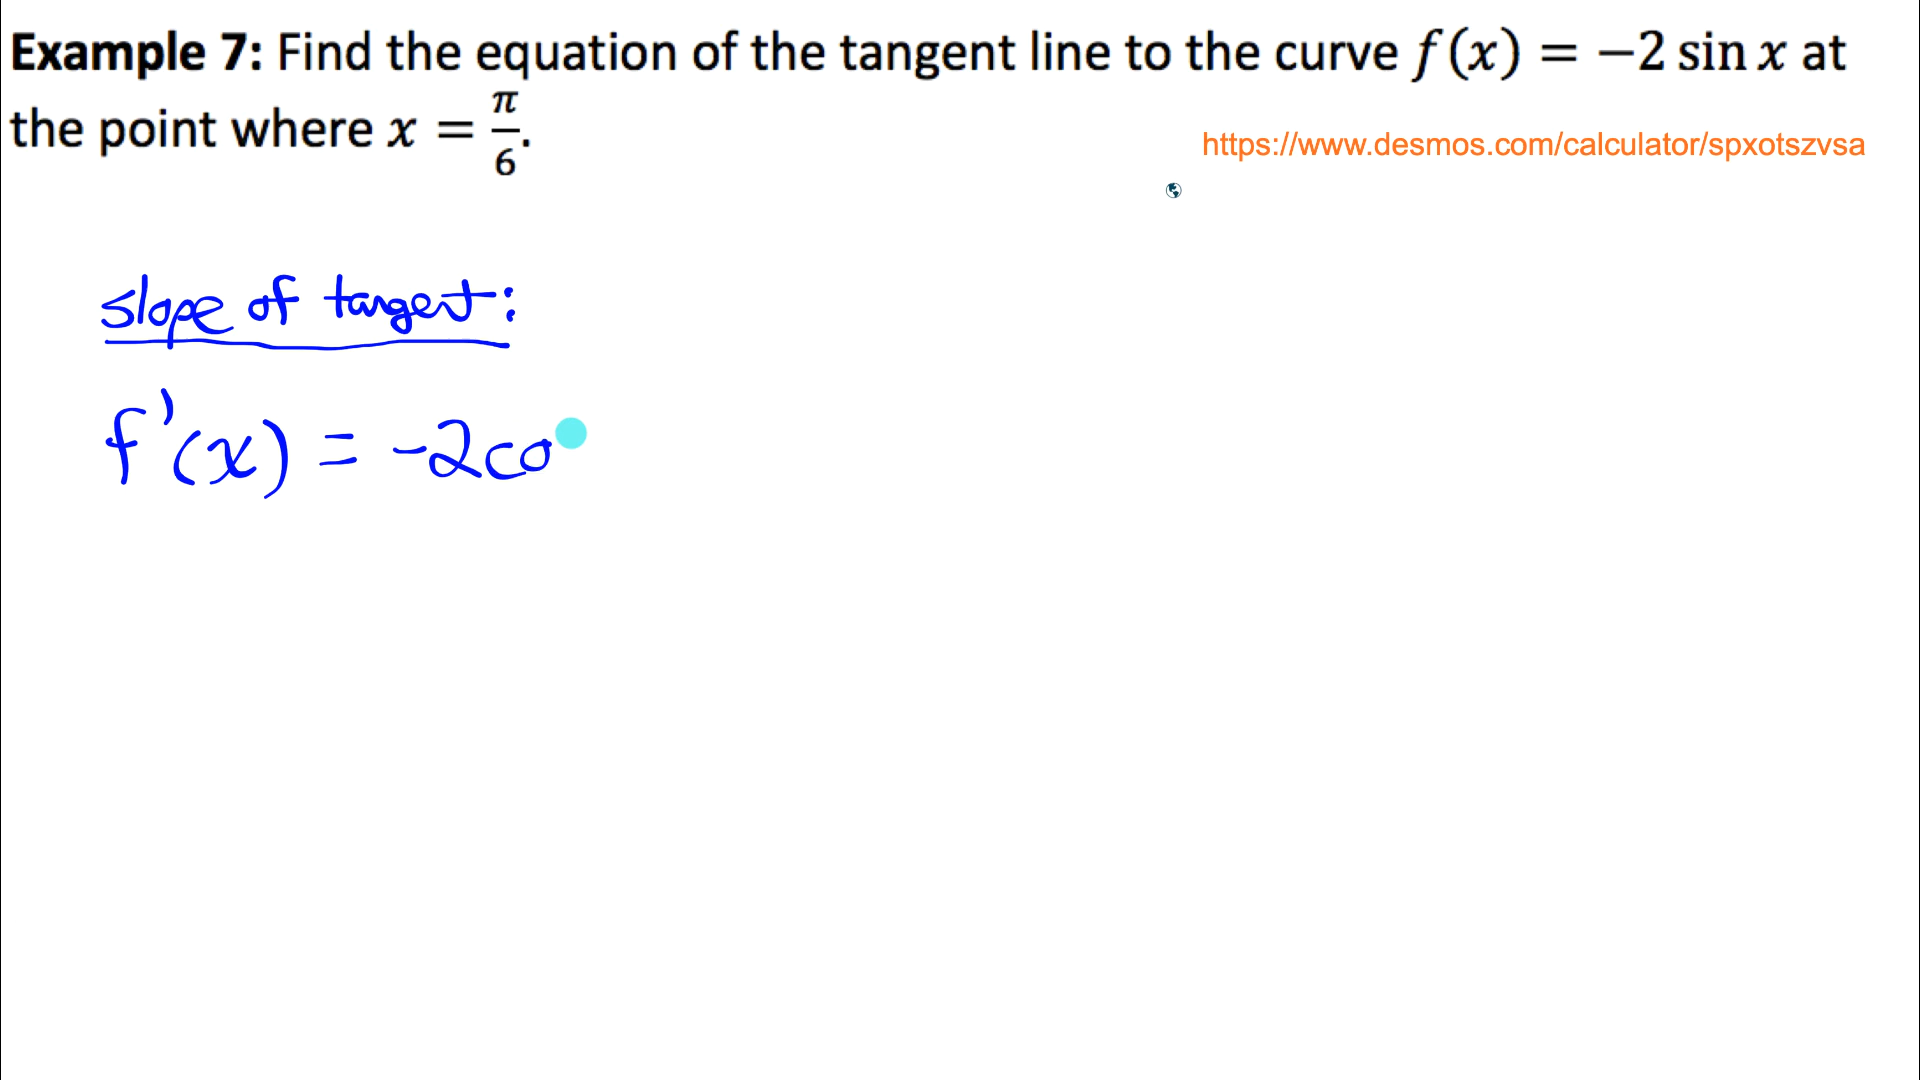 Example 7: Find the equation of the tangent line to the curve f(x) = −2 sin x at
the point where x = π/6.
https://www.desmos.com/calculator/spxotszvsa
slope of tangent:
f'(x) = -2co